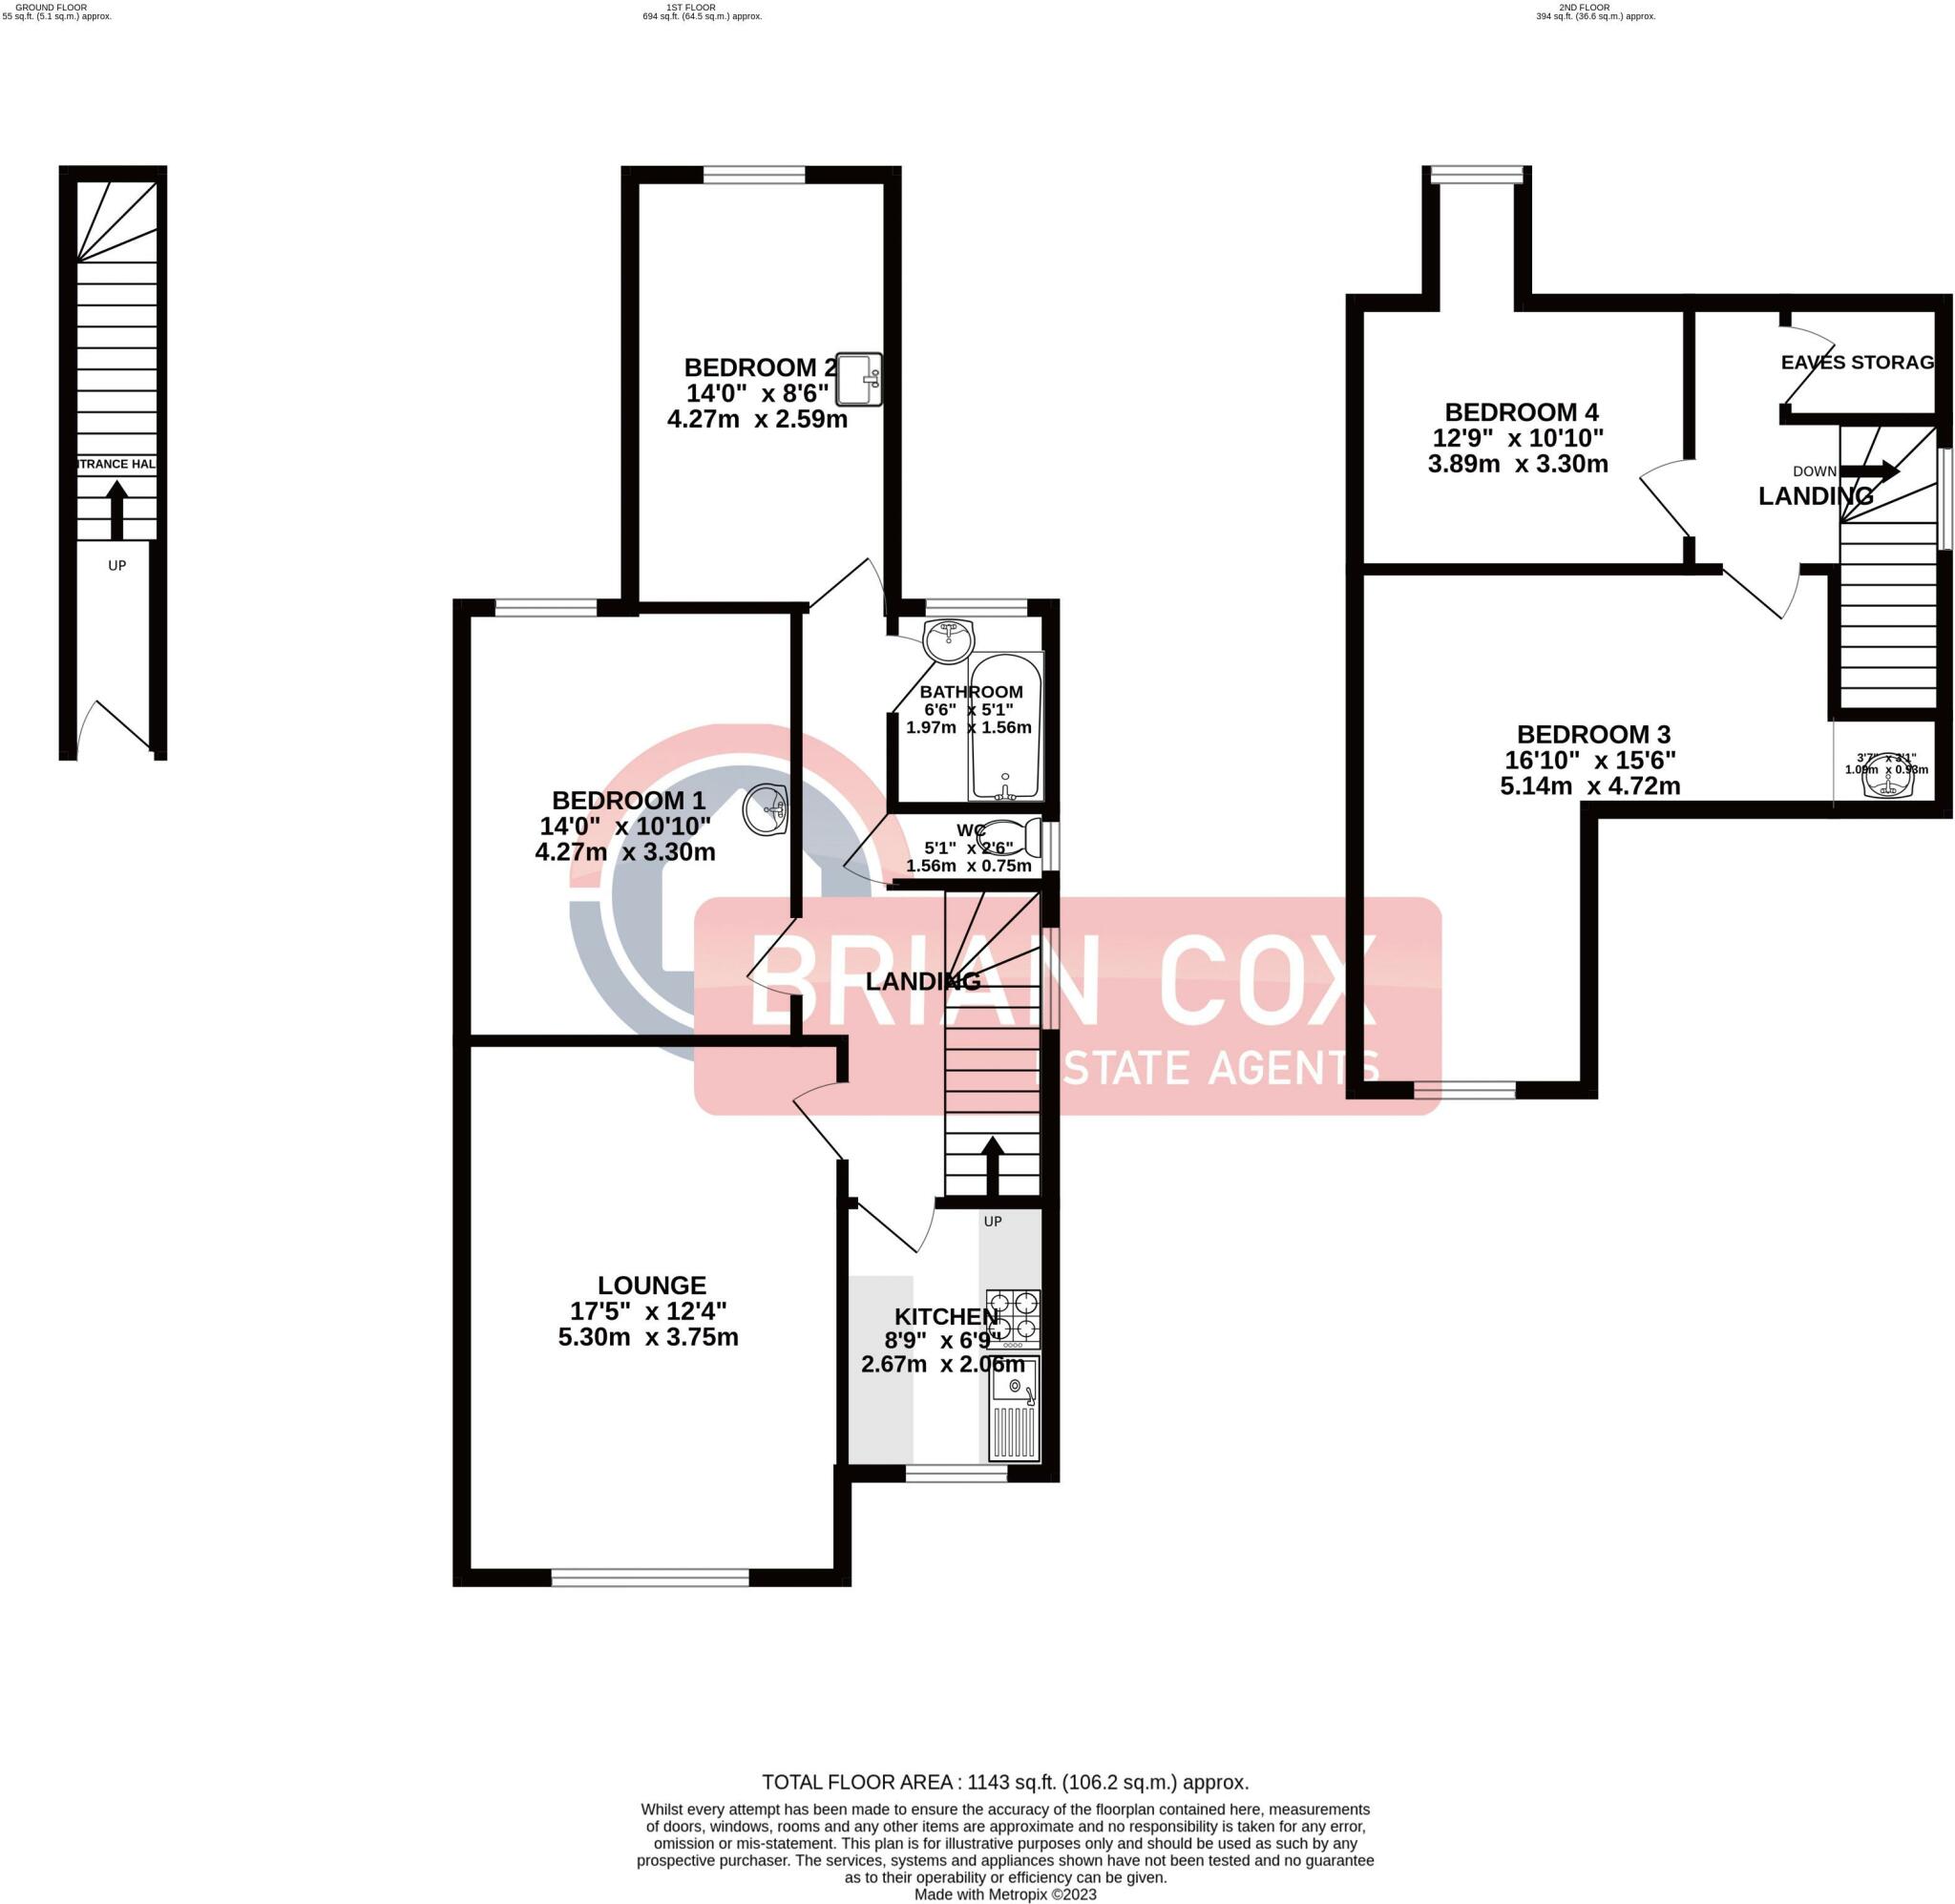 GROUND FLOOR
55 sq.ft. (5.1 sq.m.) approx.
1ST FLOOR
694 sq.ft. (64.5 sq.m.) approx.
2ND FLOOR
394 sq.ft. (36.6 sq.m.) approx.
NTRANCE HAL
UP
BEDROOM 2
14'0" x 8'6"
4.27m x 2.59m
BATHROOM
6'6" x 5'1"
1.97m x 1.56m
BEDROOM 1
14'0" x 10'10"
4.27m x 3.30m
WC
5'1" x 2'6"
1.56m x 0.75m
LANDING
BRIAN COX
ESTATE AGENTS
UP
LOUNGE
17'5" x 12'4"
5.30m x 3.75m
KITCHEN
8'9" x 6'9"
2.67m x 2.06m
EAVES STORAG
BEDROOM 4
12'9" x 10'10"
3.89m x 3.30m
DOWN
LANDING
BEDROOM 3
16'10" x 15'6"
5.14m x 4.72m
3'7" x 3'1"
1.09m x 0.93m
TOTAL FLOOR AREA : 1143 sq.ft. (106.2 sq.m.) approx.
Whilst every attempt has been made to ensure the accuracy of the floorplan contained here, measurements
of doors, windows, rooms and any other items are approximate and no responsibility is taken for any error,
omission or mis-statement. This plan is for illustrative purposes only and should be used as such by any
prospective purchaser. The services, systems and appliances shown have not been tested and no guarantee
as to their operability or efficiency can be given.
Made with Metropix ©2023